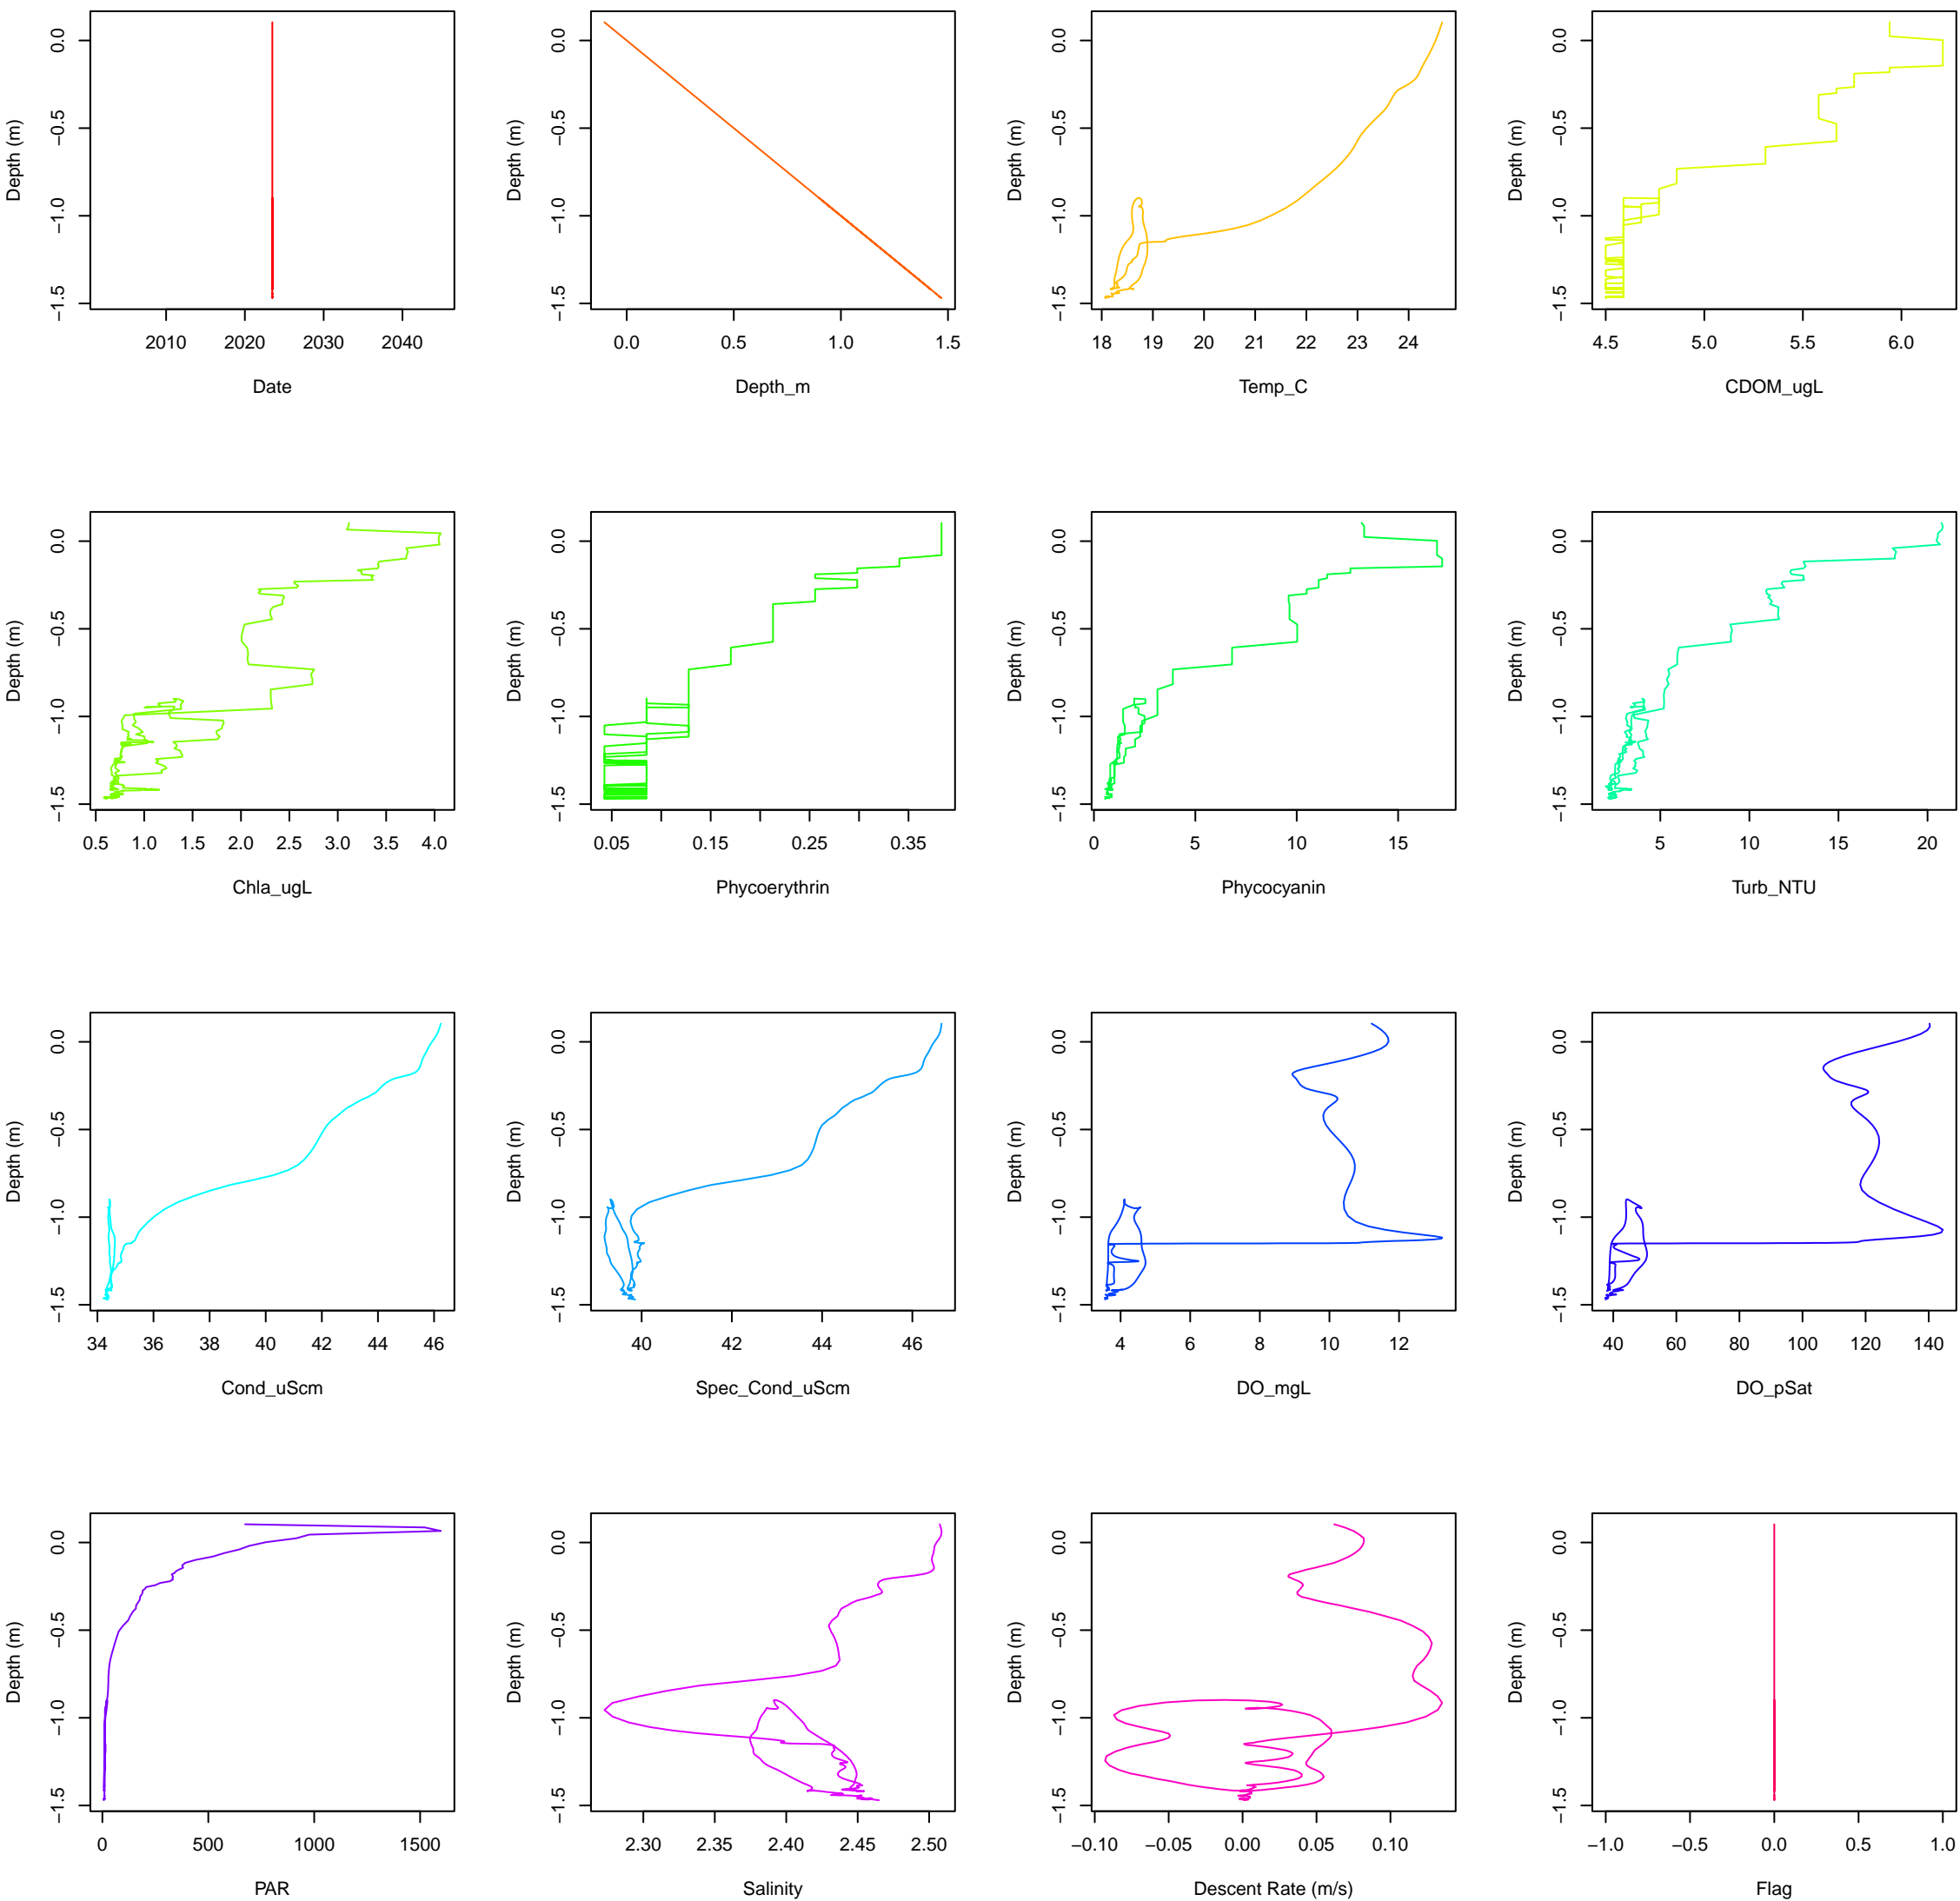 0.0
−0.5
−1.0
−1.5
Depth (m)
2010 2020 2030 2040
Date
0.0
−0.5
−1.0
−1.5
Depth (m)
0.0 0.5 1.0 1.5
Depth_m
0.0
−0.5
−1.0
−1.5
Depth (m)
18 19 20 21 22 23 24
Temp_C
0.0
−0.5
−1.0
−1.5
Depth (m)
4.5 5.0 5.5 6.0
CDOM_ugL
0.0
−0.5
−1.0
−1.5
Depth (m)
0.5 1.0 1.5 2.0 2.5 3.0 3.5 4.0
Chla_ugL
0.0
−0.5
−1.0
−1.5
Depth (m)
0.05 0.15 0.25 0.35
Phycoerythrin
0.0
−0.5
−1.0
−1.5
Depth (m)
0 5 10 15
Phycocyanin
0.0
−0.5
−1.0
−1.5
Depth (m)
5 10 15 20
Turb_NTU
0.0
−0.5
−1.0
−1.5
Depth (m)
34 36 38 40 42 44 46
Cond_uScm
0.0
−0.5
−1.0
−1.5
Depth (m)
40 42 44 46
Spec_Cond_uScm
0.0
−0.5
−1.0
−1.5
Depth (m)
4 6 8 10 12
DO_mgL
0.0
−0.5
−1.0
−1.5
Depth (m)
40 60 80 100 120 140
DO_pSat
0.0
−0.5
−1.0
−1.5
Depth (m)
0 500 1000 1500
PAR
0.0
−0.5
−1.0
−1.5
Depth (m)
2.30 2.35 2.40 2.45 2.50
Salinity
0.0
−0.5
−1.0
−1.5
Depth (m)
−0.10 −0.05 0.00 0.05 0.10
Descent Rate (m/s)
0.0
−0.5
−1.0
−1.5
Depth (m)
−1.0 −0.5 0.0 0.5 1.0
Flag